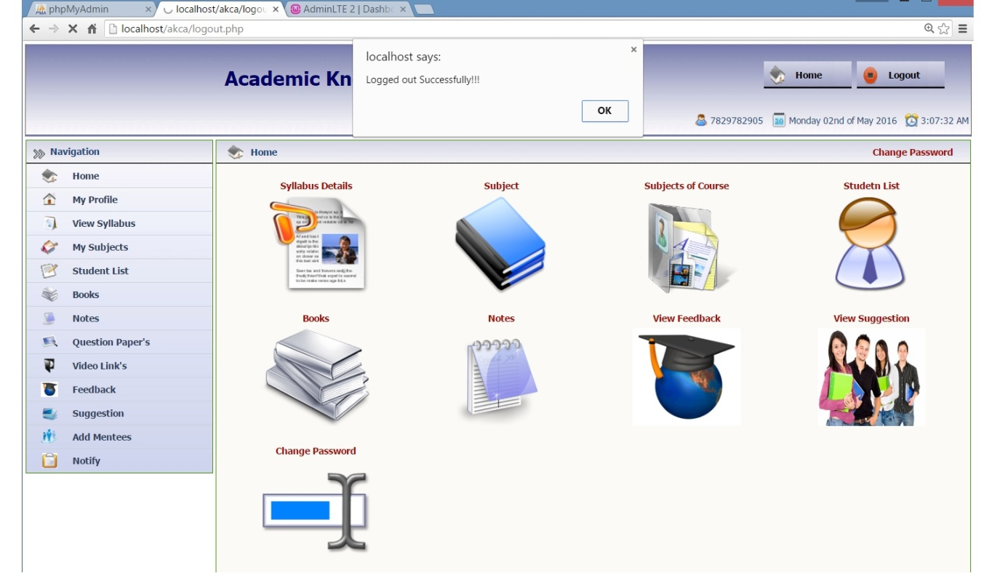 phpMyAdmin
localhost/akca/logou
AdminLTE 2 | Dashbo
localhost/akca/logout.php
localhost says:
Logged out Successfully!!!
OK
Academic Kn
Home
Logout
7829782905
Monday 02nd of May 2016
3:07:32 AM
Navigation
Home
My Profile
View Syllabus
My Subjects
Student List
Books
Notes
Question Paper's
Video Link's
Feedback
Suggestion
Add Mentees
Notify
Home
Change Password
Syllabus Details
Subject
Subjects of Course
Studetn List
Books
Notes
View Feedback
View Suggestion
Change Password